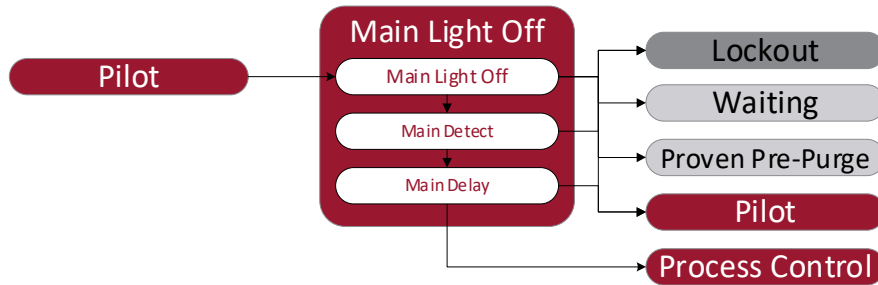 Main Light Off
Pilot
Main Light Off
Main Detect
Main Delay
Lockout
Waiting
Proven Pre-Purge
Pilot
Process Control